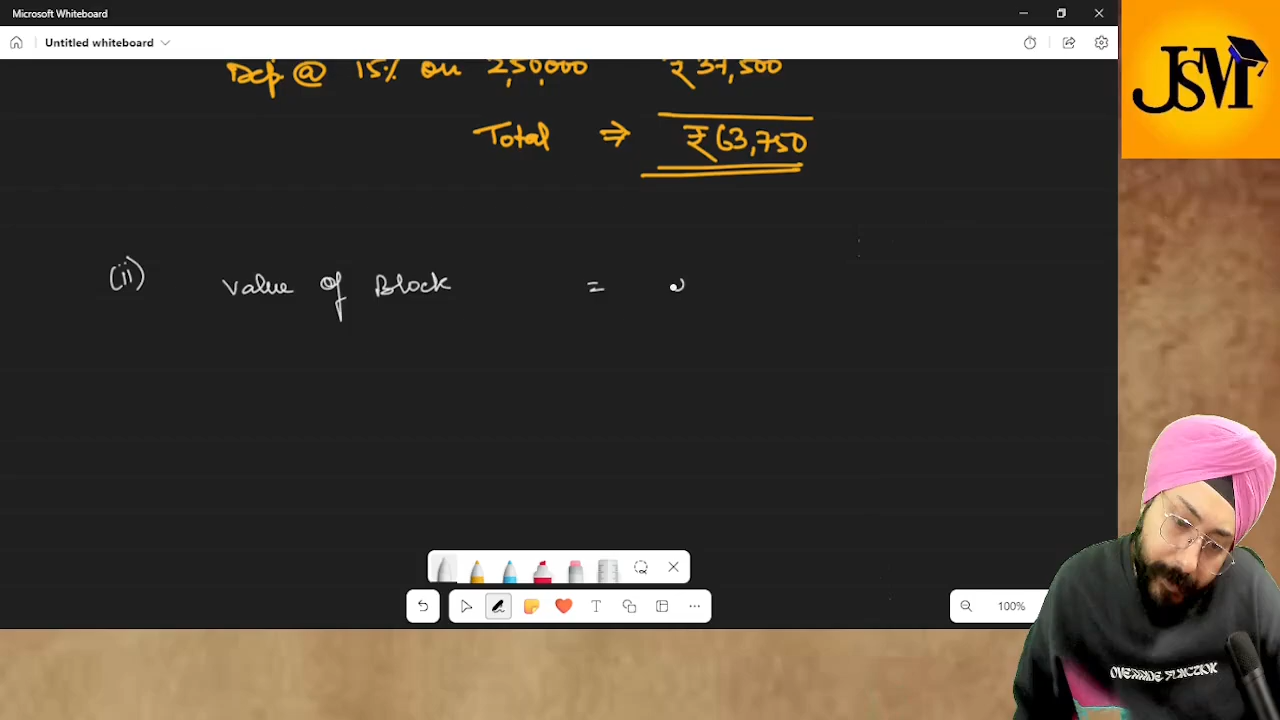 Microsoft Whiteboard
Untitled whiteboard
JSM
Dep @ 15% on 2,50,000 ₹37,500
Total ⇒ ₹63,750
(ii) Value of Block =
100%